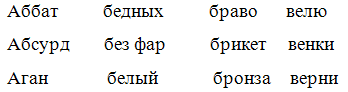 Аббат бедных браво велю
Абсурд без фар брикет венки
Аган белый бронза верни